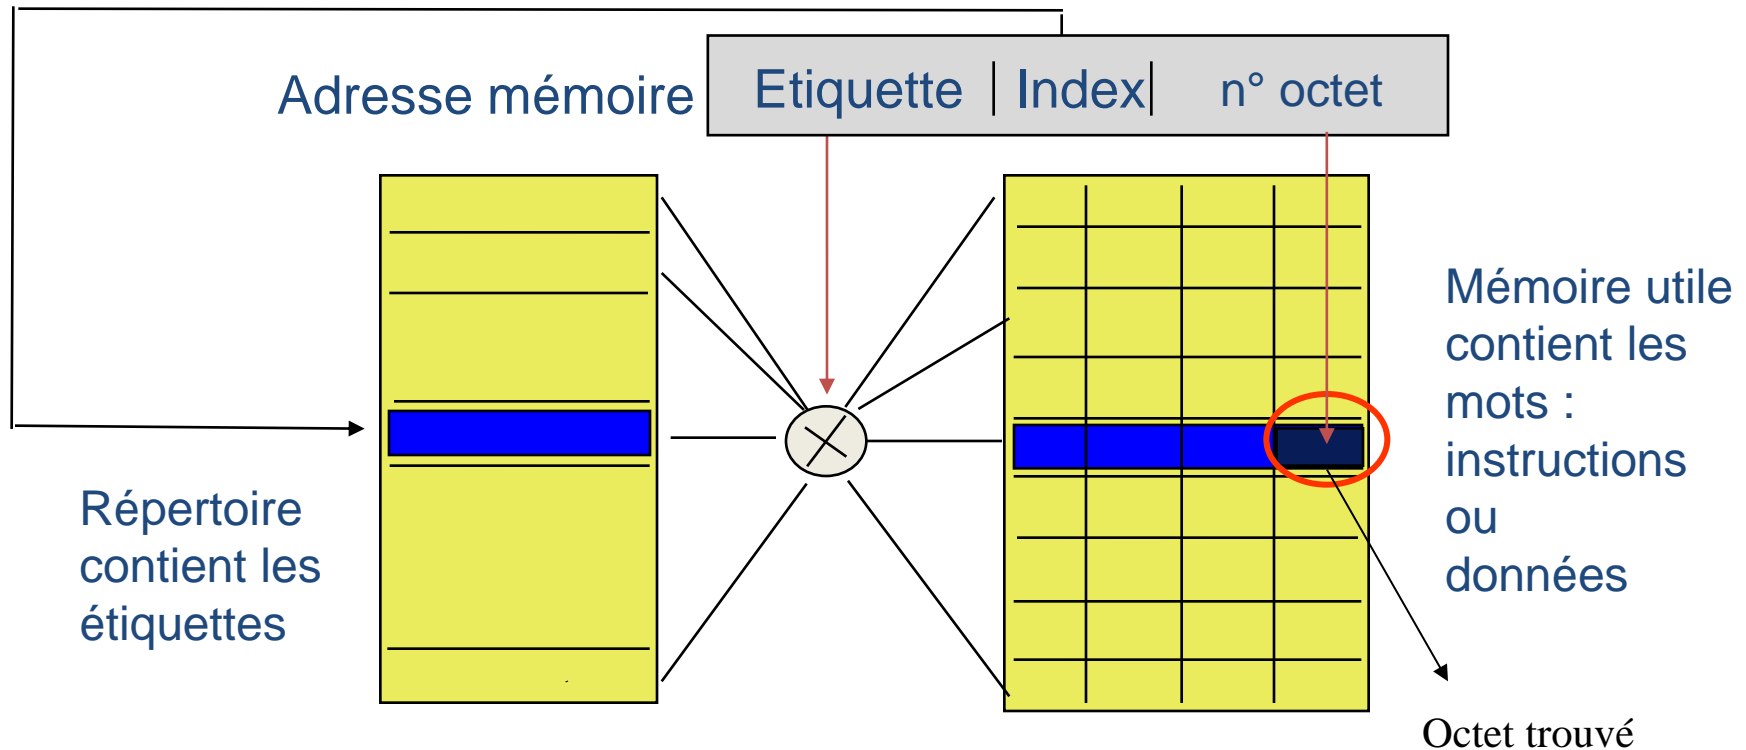 Adresse mémoire
Etiquette | Index | n° octet
Répertoire
contient les
étiquettes
Mémoire utile
contient les
mots :
instructions
ou
données
Octet trouvé